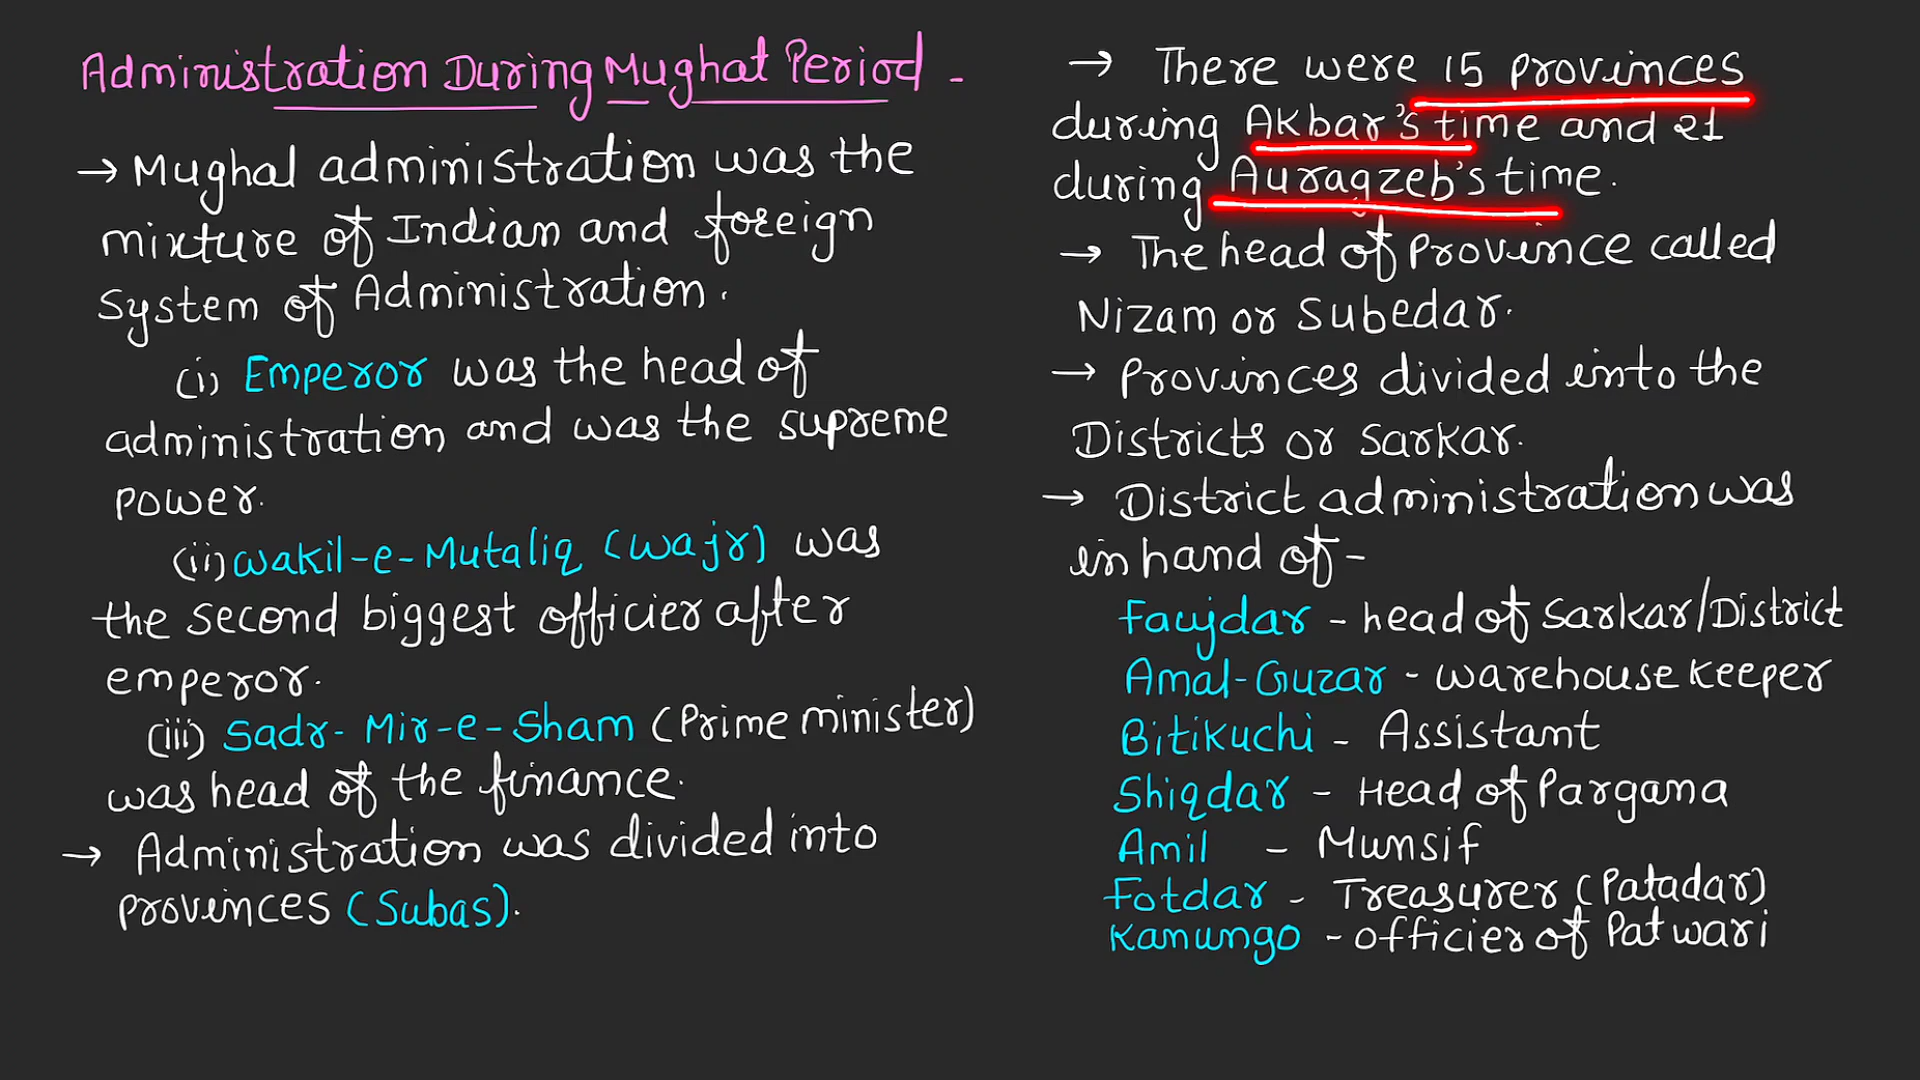 Administration During Mughat Period -
→ Mughal administration was the
mixture of Indian and foreign
System of Administration.
(i) Emperor was the head of
administration and was the supreme
power.
(ii) wakil-e-Mutaliq (wajr) was
the second biggest officier after
emperor.
(iii) Sadr- Mir-e-Sham (Prime minister)
was head of the finance.
→ Administration was divided into
provinces (Subas).
→ There were 15 provinces
during Akbar's time and 21
during Auragzeb's time.
→ The head of Province called
Nizam or Subedar.
→ Provinces divided into the
Districts or Sarkar.
→ District administration was
in hand of -
Faujdar - head of Sarkar/District
Amal-Guzar - warehouse keeper
Bitikuchi - Assistant
Shiqdar - Head of Pargana
Amil - Munsif
Fotdar - Treasurer (Patadar)
Kanungo - officier of Patwari